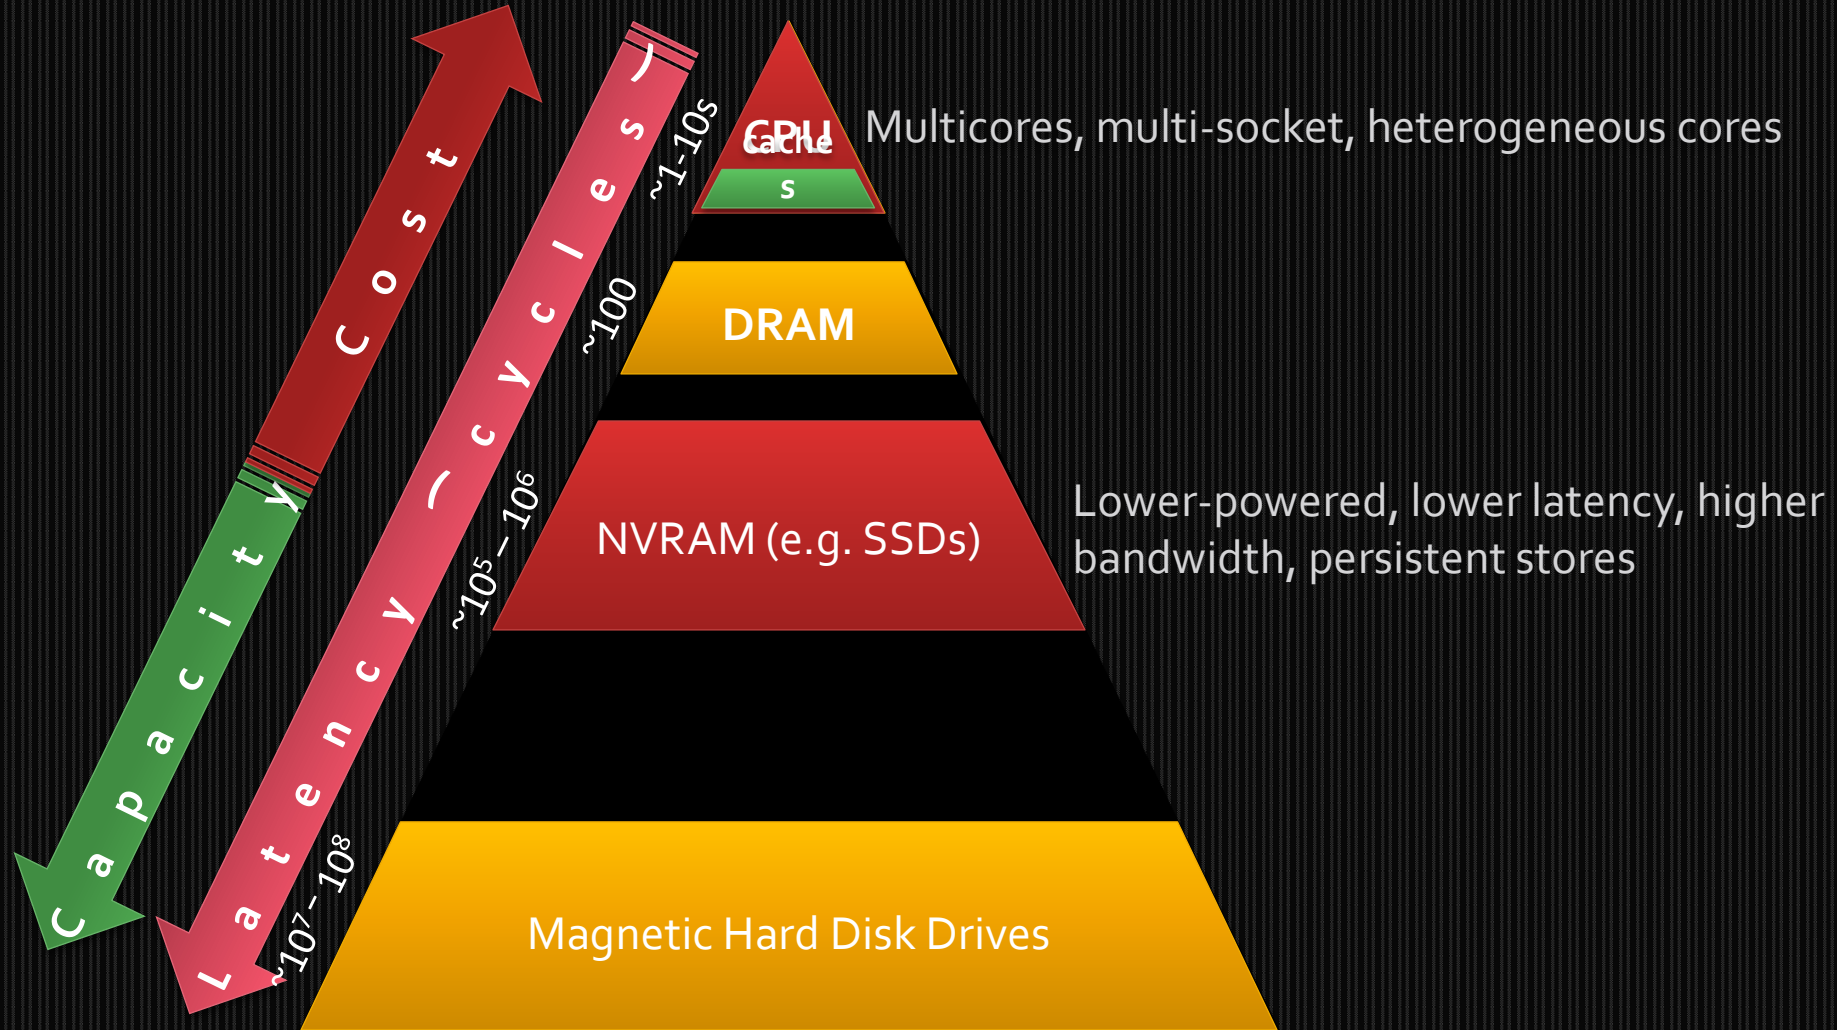 Cost
Capacity
Latency (cycles)
~1-10s
~100
~10⁵ – 10⁶
~10⁷ – 10⁸
CPU
cache
s
Multicores, multi-socket, heterogeneous cores
DRAM
NVRAM (e.g. SSDs)
Lower-powered, lower latency, higher
bandwidth, persistent stores
Magnetic Hard Disk Drives